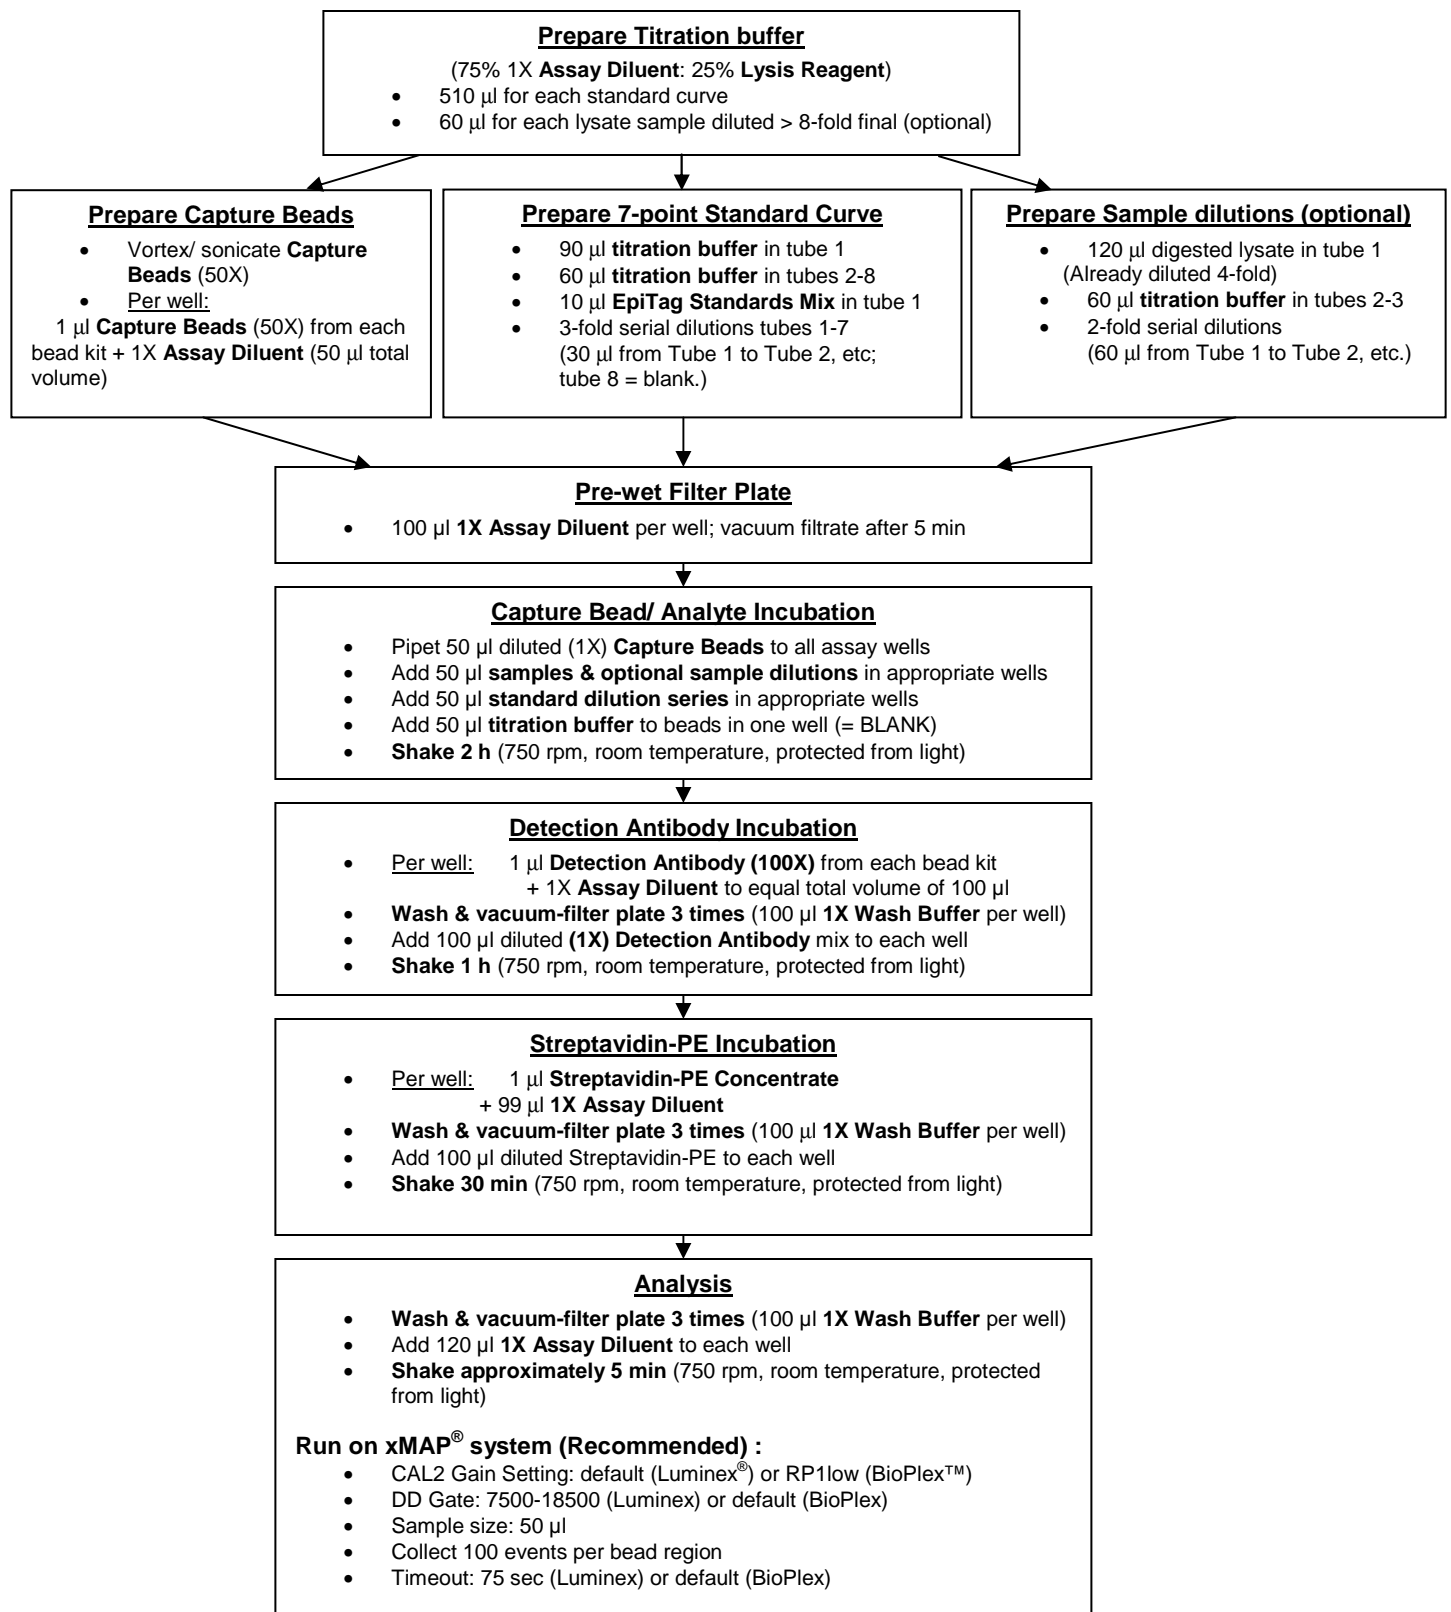 Prepare Titration buffer
(75% 1X Assay Diluent: 25% Lysis Reagent)
• 510 µl for each standard curve
• 60 µl for each lysate sample diluted > 8-fold final (optional)
Prepare Capture Beads
• Vortex/ sonicate Capture
Beads (50X)
• Per well:
1 µl Capture Beads (50X) from each
bead kit + 1X Assay Diluent (50 µl total
volume)
Prepare 7-point Standard Curve
• 90 µl titration buffer in tube 1
• 60 µl titration buffer in tubes 2-8
• 10 µl EpiTag Standards Mix in tube 1
• 3-fold serial dilutions tubes 1-7
(30 µl from Tube 1 to Tube 2, etc;
tube 8 = blank.)
Prepare Sample dilutions (optional)
• 120 µl digested lysate in tube 1
(Already diluted 4-fold)
• 60 µl titration buffer in tubes 2-3
• 2-fold serial dilutions
(60 µl from Tube 1 to Tube 2, etc.)
Pre-wet Filter Plate
• 100 µl 1X Assay Diluent per well; vacuum filtrate after 5 min
Capture Bead/ Analyte Incubation
• Pipet 50 µl diluted (1X) Capture Beads to all assay wells
• Add 50 µl samples & optional sample dilutions in appropriate wells
• Add 50 µl standard dilution series in appropriate wells
• Add 50 µl titration buffer to beads in one well (= BLANK)
• Shake 2 h (750 rpm, room temperature, protected from light)
Detection Antibody Incubation
• Per well: 1 µl Detection Antibody (100X) from each bead kit
+ 1X Assay Diluent to equal total volume of 100 µl
• Wash & vacuum-filter plate 3 times (100 µl 1X Wash Buffer per well)
• Add 100 µl diluted (1X) Detection Antibody mix to each well
• Shake 1 h (750 rpm, room temperature, protected from light)
Streptavidin-PE Incubation
• Per well: 1 µl Streptavidin-PE Concentrate
+ 99 µl 1X Assay Diluent
• Wash & vacuum-filter plate 3 times (100 µl 1X Wash Buffer per well)
• Add 100 µl diluted Streptavidin-PE to each well
• Shake 30 min (750 rpm, room temperature, protected from light)
Analysis
• Wash & vacuum-filter plate 3 times (100 µl 1X Wash Buffer per well)
• Add 120 µl 1X Assay Diluent to each well
• Shake approximately 5 min (750 rpm, room temperature, protected
from light)
Run on xMAP® system (Recommended) :
• CAL2 Gain Setting: default (Luminex®) or RP1low (BioPlex™)
• DD Gate: 7500-18500 (Luminex) or default (BioPlex)
• Sample size: 50 µl
• Collect 100 events per bead region
• Timeout: 75 sec (Luminex) or default (BioPlex)